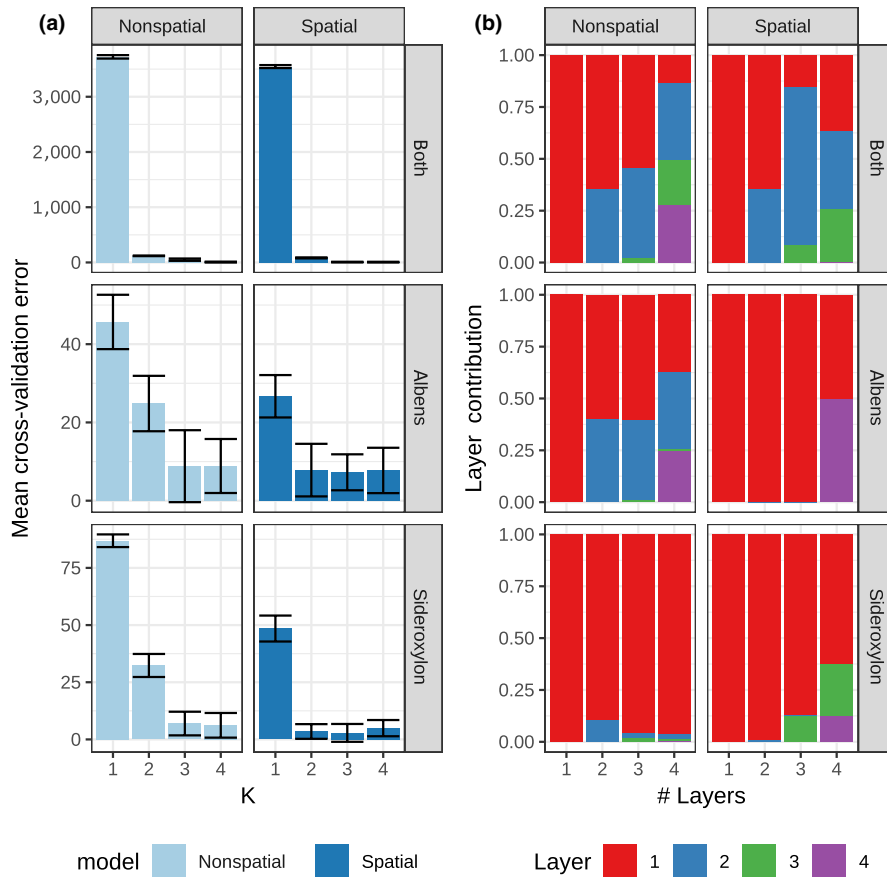 (a)
Nonspatial
Spatial
3,000
2,000
1,000
0
Both
40
20
0
Albens
75
50
25
0
Sideroxylon
Mean cross-validation error
1 2 3 4
1 2 3 4
K
model
Nonspatial
Spatial
(b)
Nonspatial
Spatial
1.00
0.75
0.50
0.25
0.00
Both
1.00
0.75
0.50
0.25
0.00
Albens
1.00
0.75
0.50
0.25
0.00
Sideroxylon
Layer contribution
1 2 3 4
1 2 3 4
# Layers
Layer
1
2
3
4